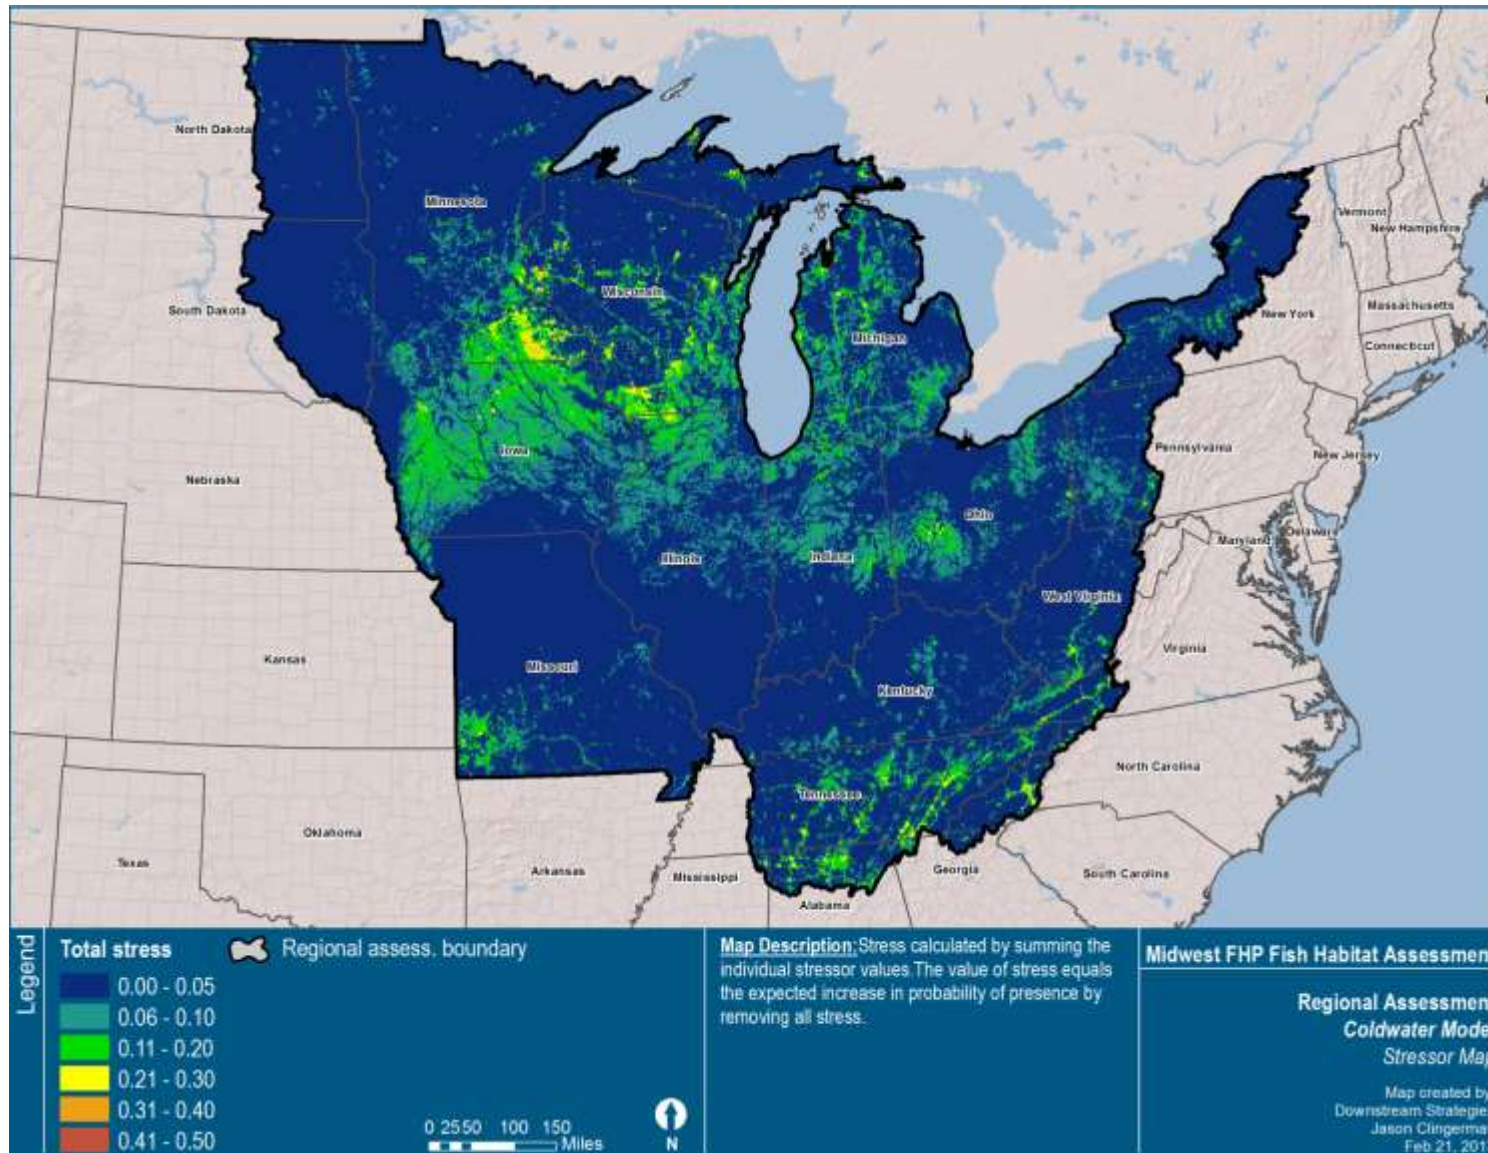 North Dakota
Minnesota
South Dakota
Wisconsin
Michigan
Vermont
New Hampshire
Massachusetts
New York
Connecticut
Nebraska
Iowa
Pennsylvania
New Jersey
Illinois
Indiana
Ohio
Maryland
Delaware
West Virginia
Virginia
Kansas
Missouri
Kentucky
North Carolina
Tennessee
Oklahoma
Texas
Arkansas
Mississippi
Alabama
Georgia
South Carolina
Legend
Total stress
0.00 - 0.05
0.06 - 0.10
0.11 - 0.20
0.21 - 0.30
0.31 - 0.40
0.41 - 0.50
Regional assess. boundary
0 25 50 100 150
Miles
N
Map Description: Stress calculated by summing the
individual stressor values. The value of stress equals
the expected increase in probability of presence by
removing all stress.
Midwest FHP Fish Habitat Assessmen
Regional Assessmen
Coldwater Mode
Stressor Map
Map created by
Downstream Strategie
Jason Clingerma
Feb 21, 201